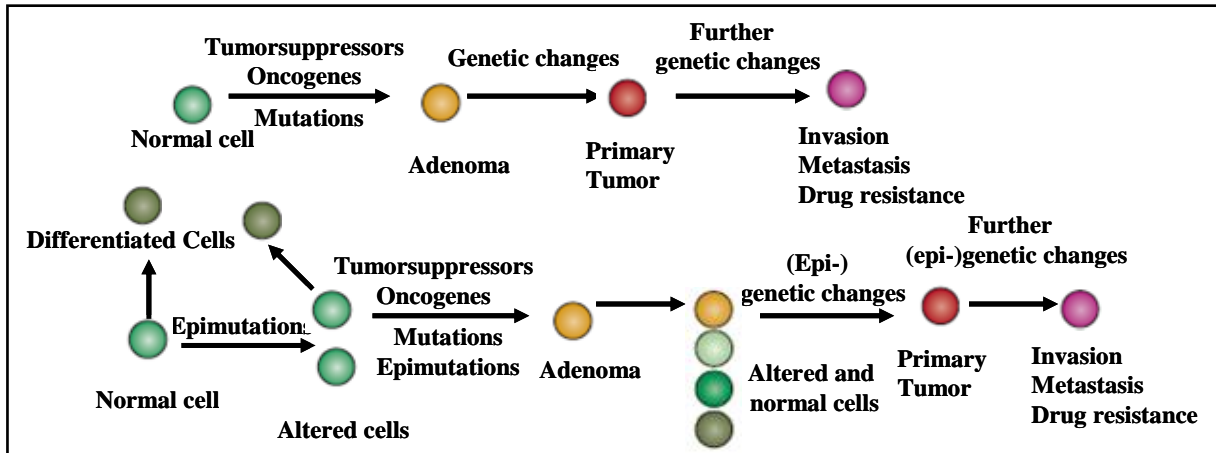 Tumorsuppressors
Oncogenes
Mutations
Normal cell
Genetic changes
Adenoma
Primary
Tumor
Further
genetic changes
Invasion
Metastasis
Drug resistance
Differentiated Cells
Normal cell
Epimutations
Altered cells
Tumorsuppressors
Oncogenes
Mutations
Epimutations
Adenoma
(Epi-)
genetic changes
Altered and
normal cells
Primary
Tumor
Further
(epi-)genetic changes
Invasion
Metastasis
Drug resistance